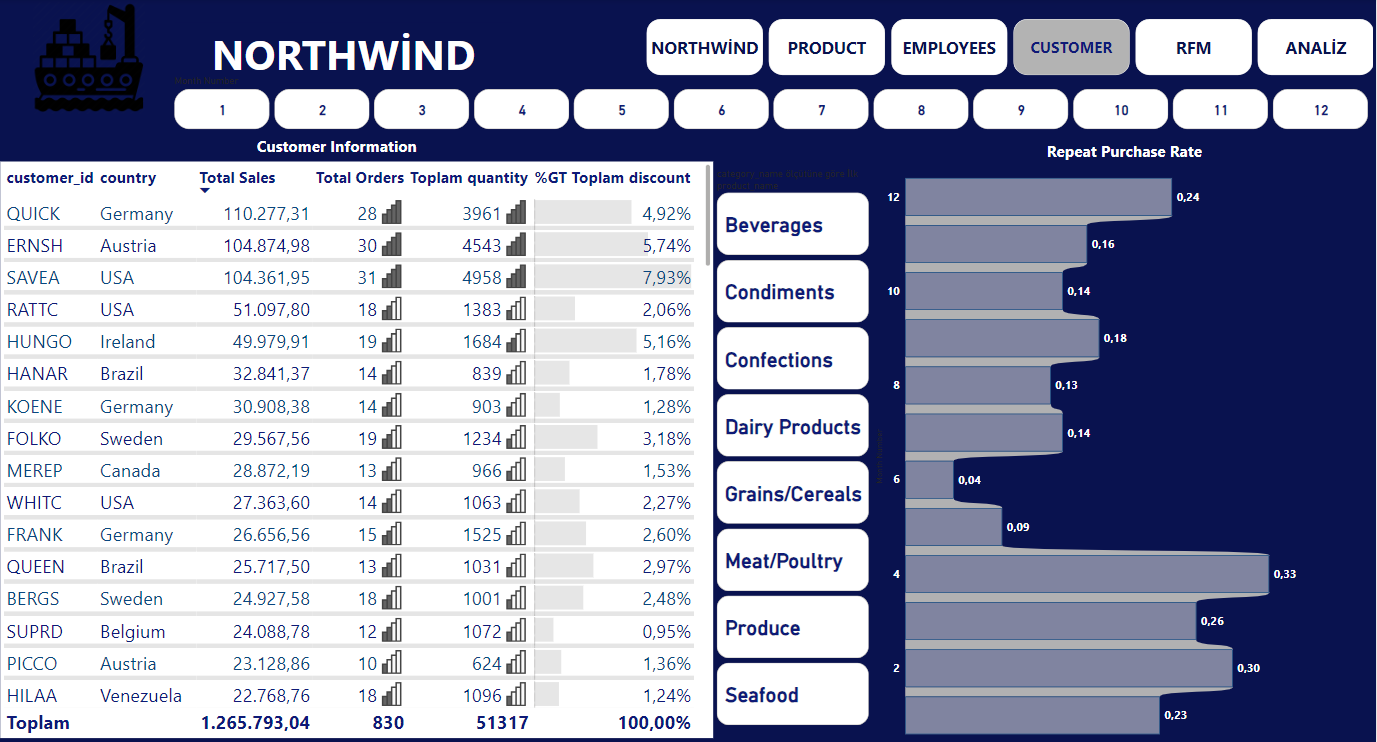 NORTHWİND
NORTHWİND PRODUCT EMPLOYEES CUSTOMER RFM ANALİZ
Month Number
1 2 3 4 5 6 7 8 9 10 11 12
Customer Information
customer_id country Total Sales Total Orders Toplam quantity %GT Toplam discount
QUICK Germany 110.277,31 28 3961 4,92%
ERNSH Austria 104.874,98 30 4543 5,74%
SAVEA USA 104.361,95 31 4958 7,93%
RATTC USA 51.097,80 18 1383 2,06%
HUNGO Ireland 49.979,91 19 1684 5,16%
HANAR Brazil 32.841,37 14 839 1,78%
KOENE Germany 30.908,38 14 903 1,28%
FOLKO Sweden 29.567,56 19 1234 3,18%
MEREP Canada 28.872,19 13 966 1,53%
WHITC USA 27.363,60 14 1063 2,27%
FRANK Germany 26.656,56 15 1525 2,60%
QUEEN Brazil 25.717,50 13 1031 2,97%
BERGS Sweden 24.927,58 18 1001 2,48%
SUPRD Belgium 24.088,78 12 1072 0,95%
PICCO Austria 23.128,86 10 624 1,36%
HILAA Venezuela 22.768,76 18 1096 1,24%
Toplam 1.265.793,04 830 51317 100,00%
category_name ölçütüne göre İlk
product_name
Beverages
Condiments
Confections
Dairy Products
Grains/Cereals
Meat/Poultry
Produce
Seafood
Repeat Purchase Rate
12 0,24
0,16
10 0,14
0,18
8 0,13
0,14
6 0,04
0,09
4 0,33
0,26
2 0,30
0,23